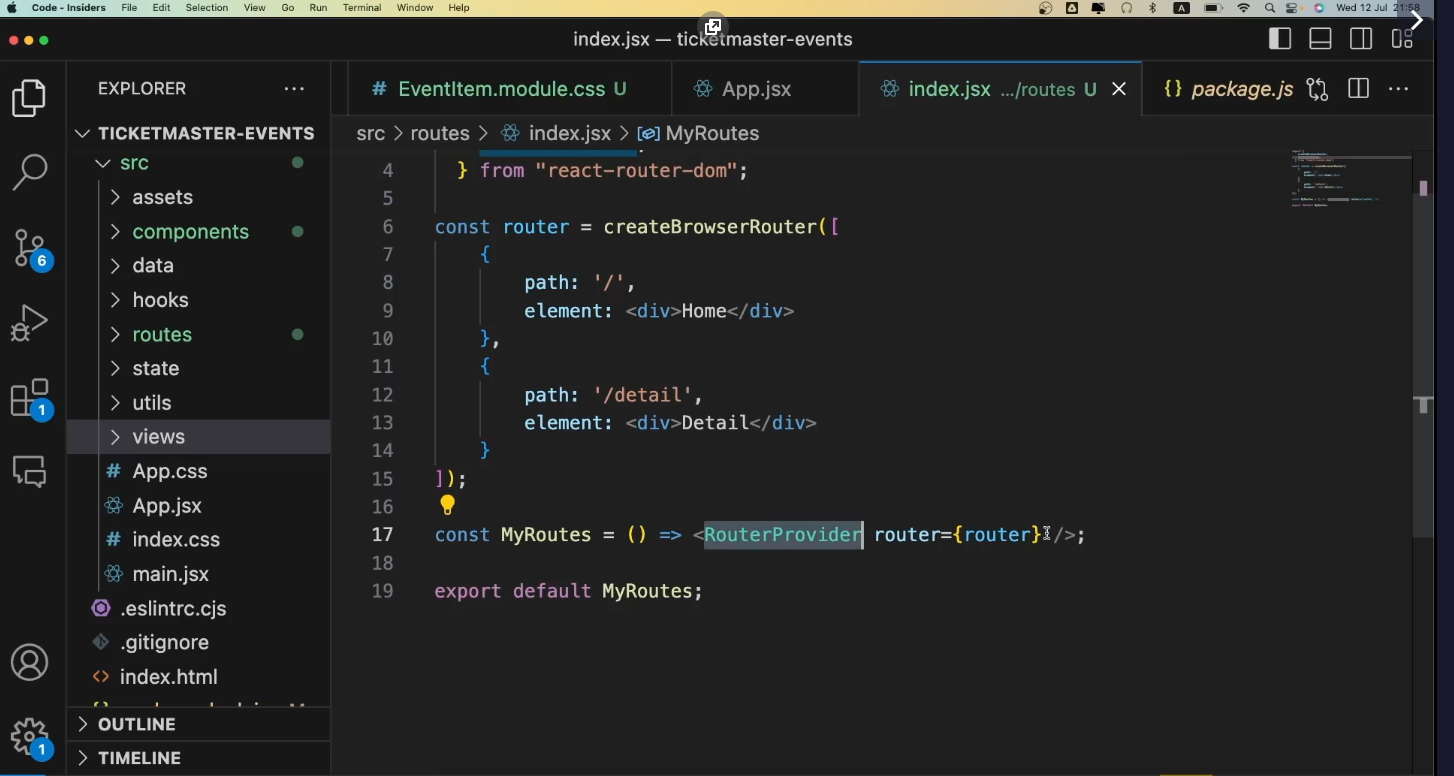 Code - Insiders File Edit Selection View Go Run Terminal Window Help A Wed 12 Jul 21:58
index.jsx — ticketmaster-events
EXPLORER ...
# EventItem.module.css U App.jsx index.jsx .../routes U {} package.js ...
src > routes > index.jsx > MyRoutes
TICKETMASTER-EVENTS
src
assets
components
data
hooks
routes
state
utils
views
# App.css
App.jsx
# index.css
main.jsx
.eslintrc.cjs
.gitignore
<> index.html
OUTLINE
TIMELINE
6
1
1
4 } from "react-router-dom";
5
6 const router = createBrowserRouter([
7 {
8 path: '/',
9 element: <div>Home</div>
10 },
11 {
12 path: '/detail',
13 element: <div>Detail</div>
14 }
15 ]);
16
17 const MyRoutes = () => <RouterProvider router={router} />;
18
19 export default MyRoutes;